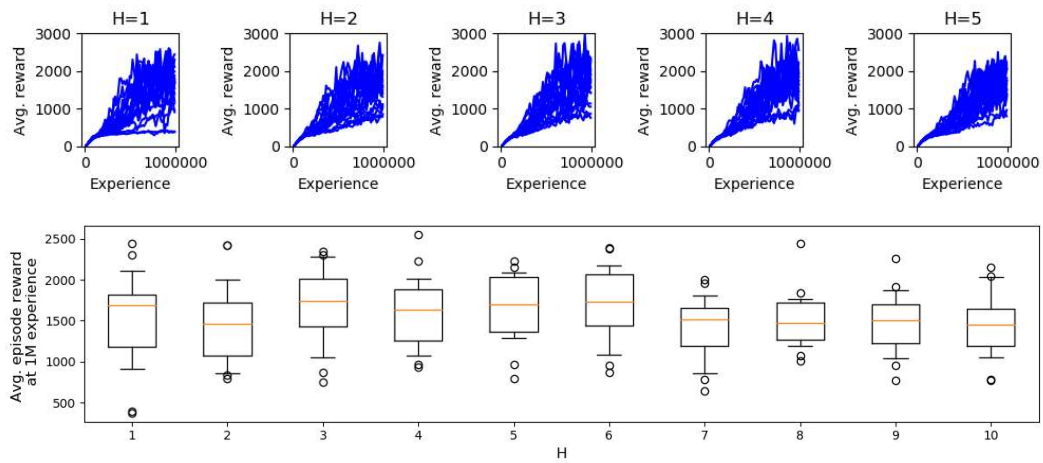 H=1 H=2 H=3 H=4 H=5
3000 3000 3000 3000 3000
2000 2000 2000 2000 2000
1000 1000 1000 1000 1000
0 0 0 0 0
Avg. reward Avg. reward Avg. reward Avg. reward Avg. reward
0 1000000 0 1000000 0 1000000 0 1000000 0 1000000
Experience Experience Experience Experience Experience
Avg. episode reward
at 1M experience
2500
2000
1500
1000
500
1 2 3 4 5 6 7 8 9 10
H